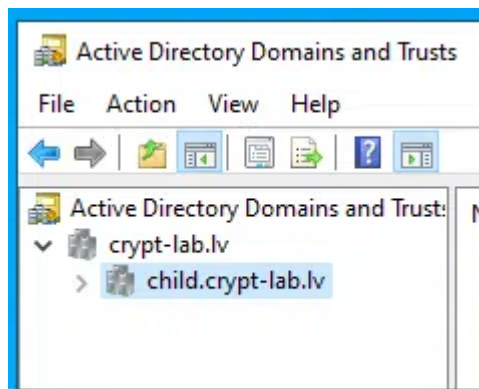 Active Directory Domains and Trusts
File Action View Help
Active Directory Domains and Trust
crypt-lab.lv
child.crypt-lab.lv